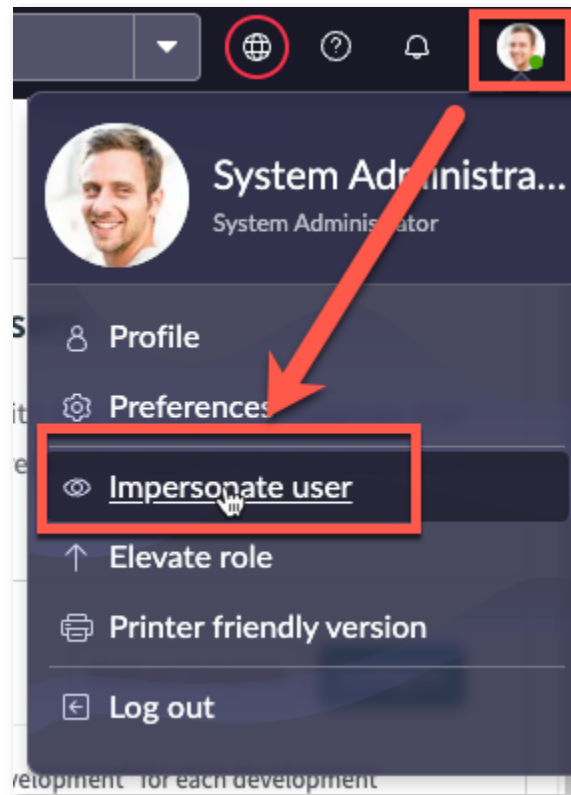 System Administra...
System Administrator
Profile
Preferences
Impersonate user
Elevate role
Printer friendly version
Log out
for each development